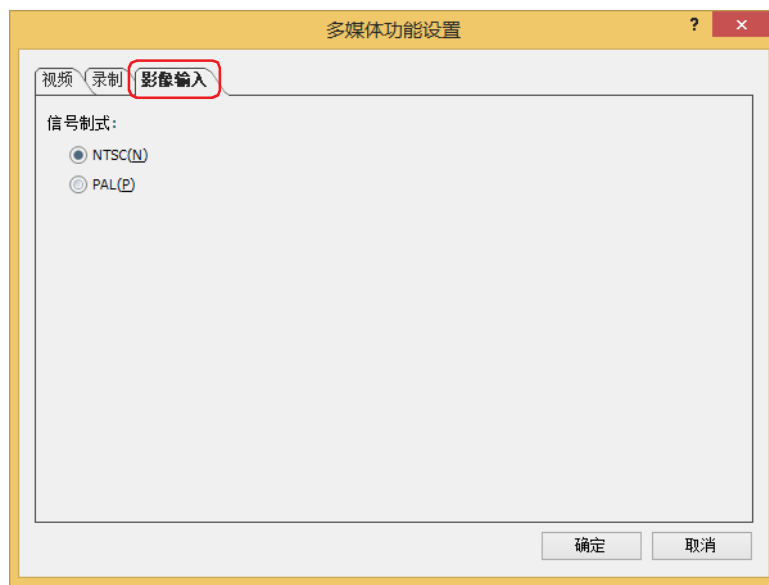 多媒体功能设置
?
×
视频 录制 影像输入
信号制式:
NTSC(N)
PAL(P)
确定 取消